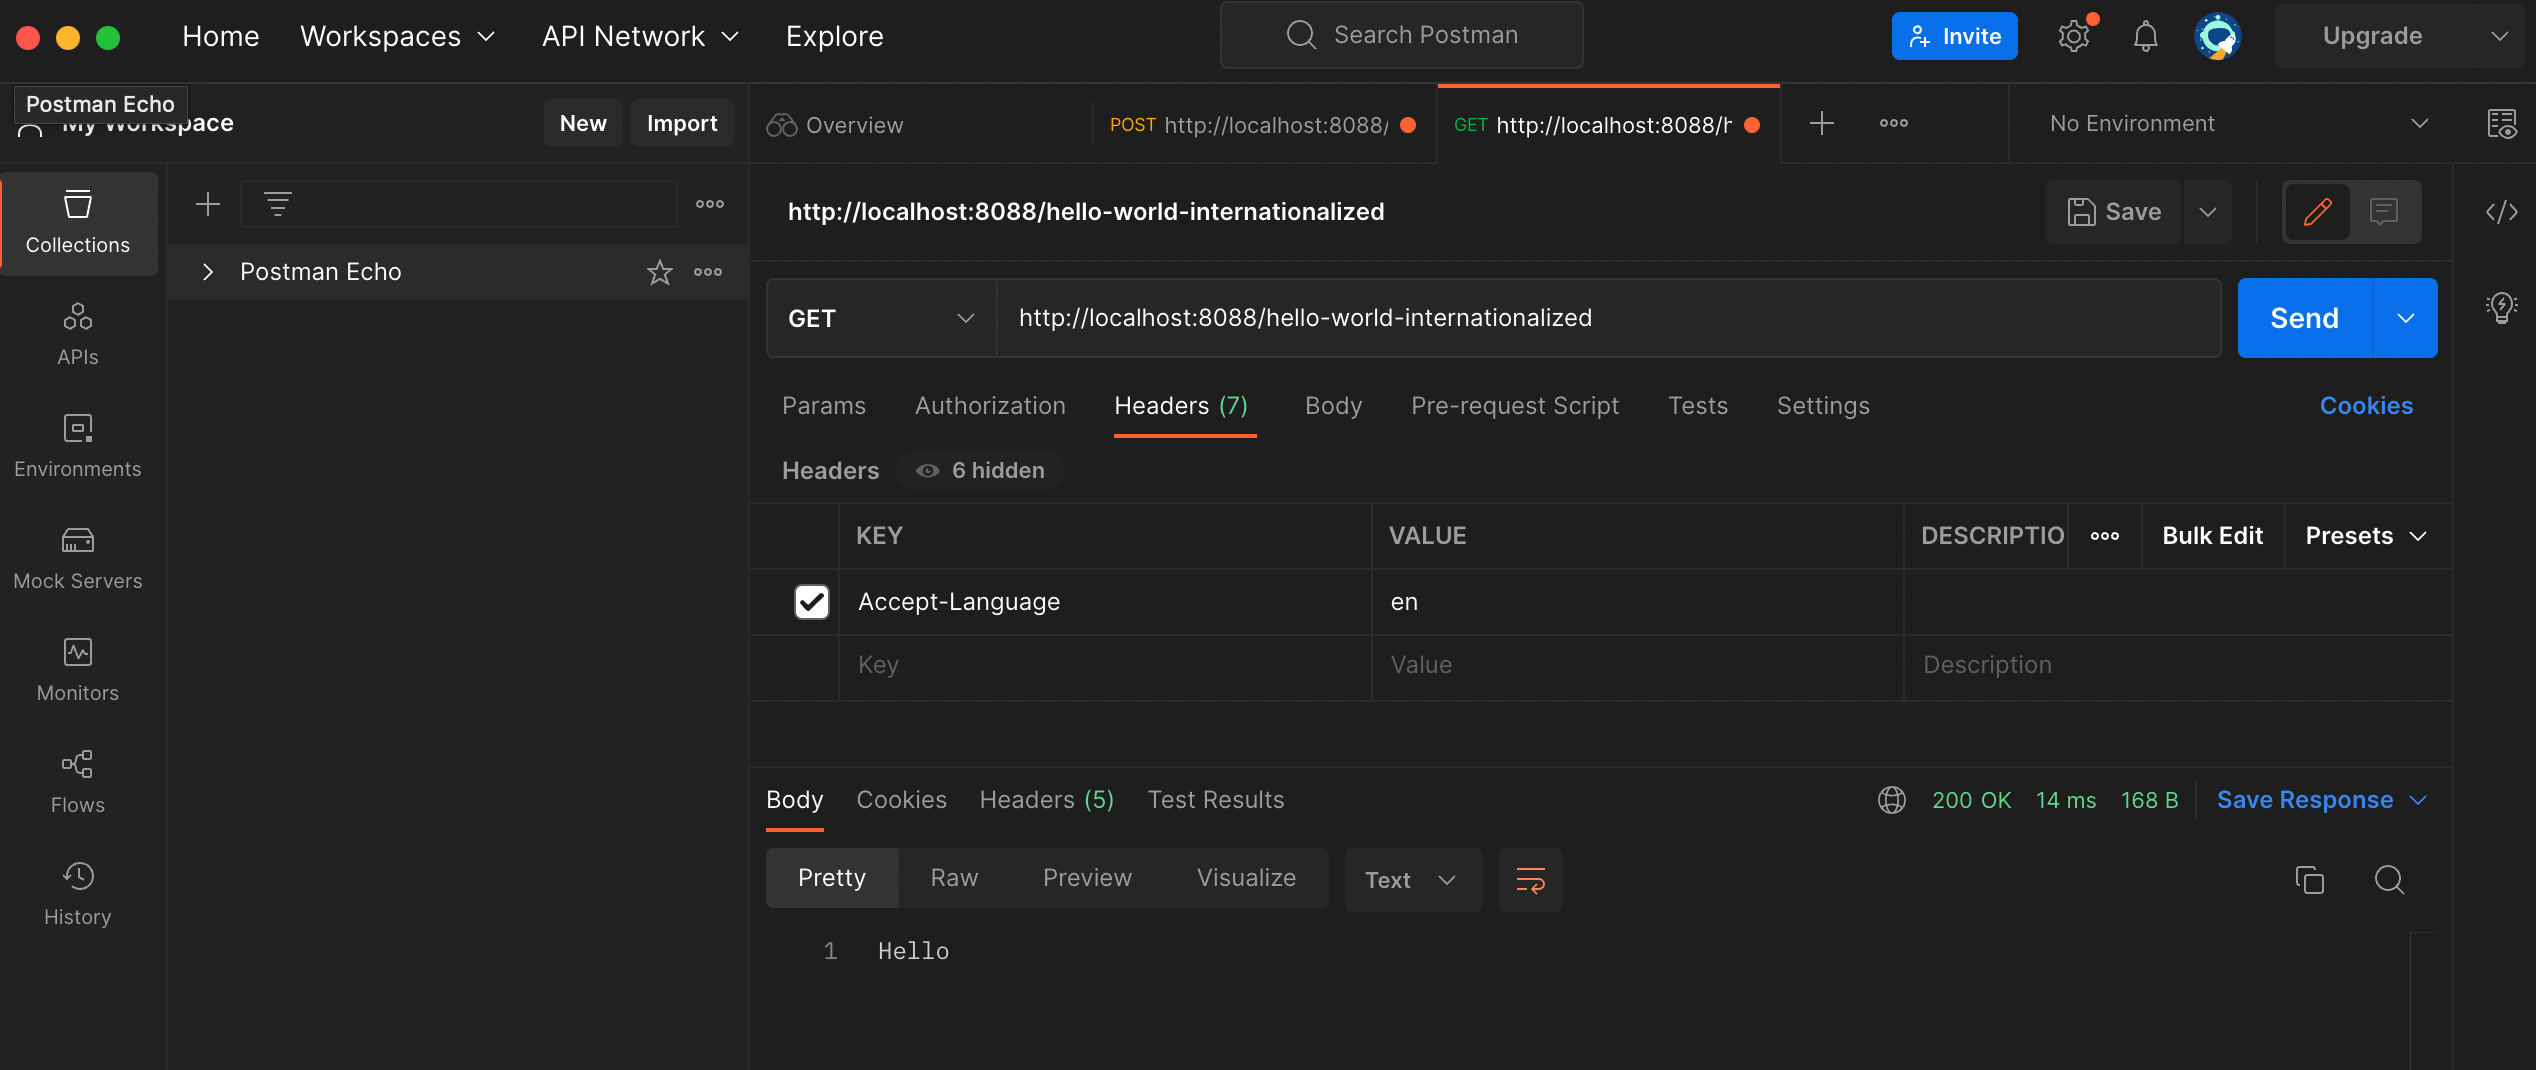 Home Workspaces API Network Explore Search Postman Invite Upgrade
Postman Echo
My Workspace New Import Overview POST http://localhost:8088/ GET http://localhost:8088/h No Environment
Collections
Postman Echo
APIs
Environments
Mock Servers
Monitors
Flows
History
http://localhost:8088/hello-world-internationalized Save
GET http://localhost:8088/hello-world-internationalized Send
Params Authorization Headers (7) Body Pre-request Script Tests Settings Cookies
Headers 6 hidden
KEY VALUE DESCRIPTIO Bulk Edit Presets
Accept-Language en
Key Value Description
Body Cookies Headers (5) Test Results 200 OK 14 ms 168 B Save Response
Pretty Raw Preview Visualize Text
1 Hello